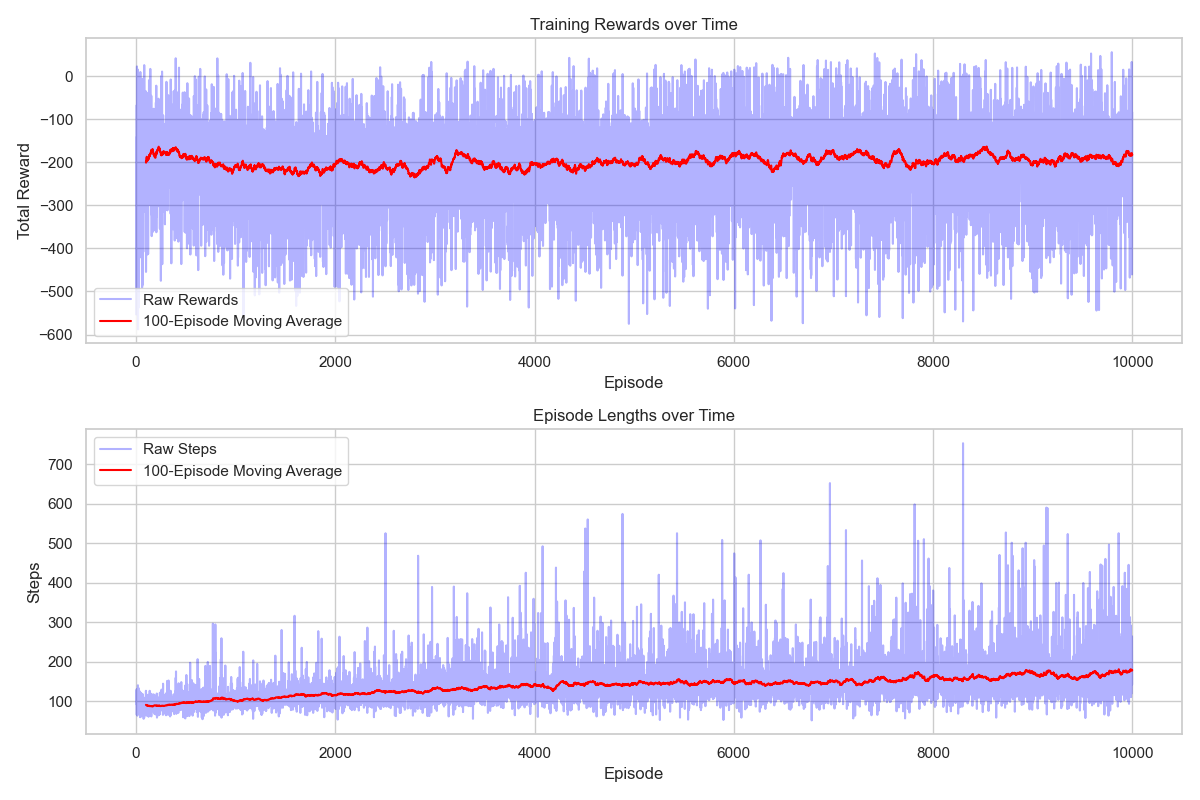 Training Rewards over Time
Total Reward
0
−100
−200
−300
−400
−500
−600
Raw Rewards
100-Episode Moving Average
0 2000 4000 6000 8000 10000
Episode
Episode Lengths over Time
Steps
700
600
500
400
300
200
100
Raw Steps
100-Episode Moving Average
0 2000 4000 6000 8000 10000
Episode